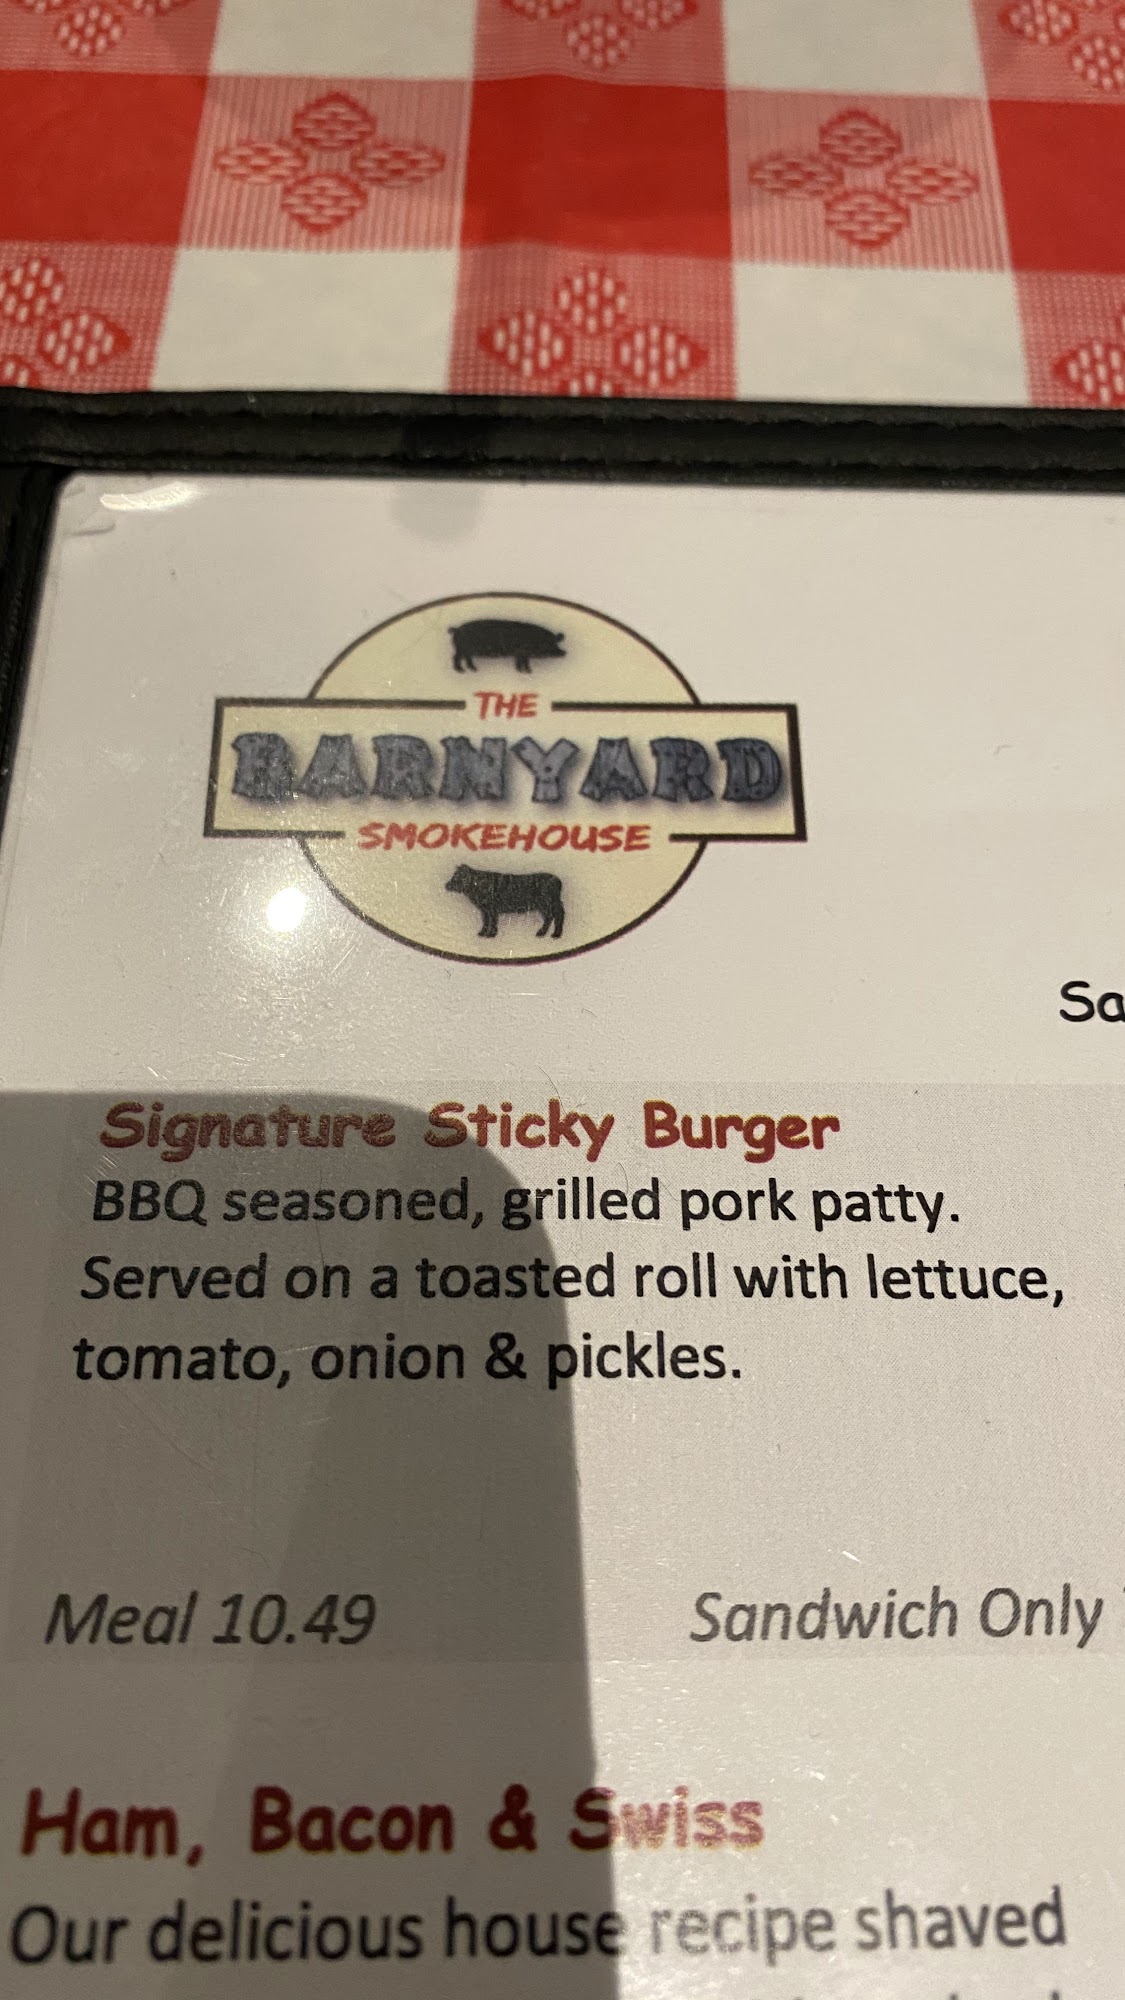 THE
BARNYARD
SMOKEHOUSE
Signature Sticky Burger
BBQ seasoned, grilled pork patty.
Served on a toasted roll with lettuce,
tomato, onion & pickles.
Meal 10.49
Sandwich Only
Ham, Bacon & Swiss
Our delicious house recipe shaved